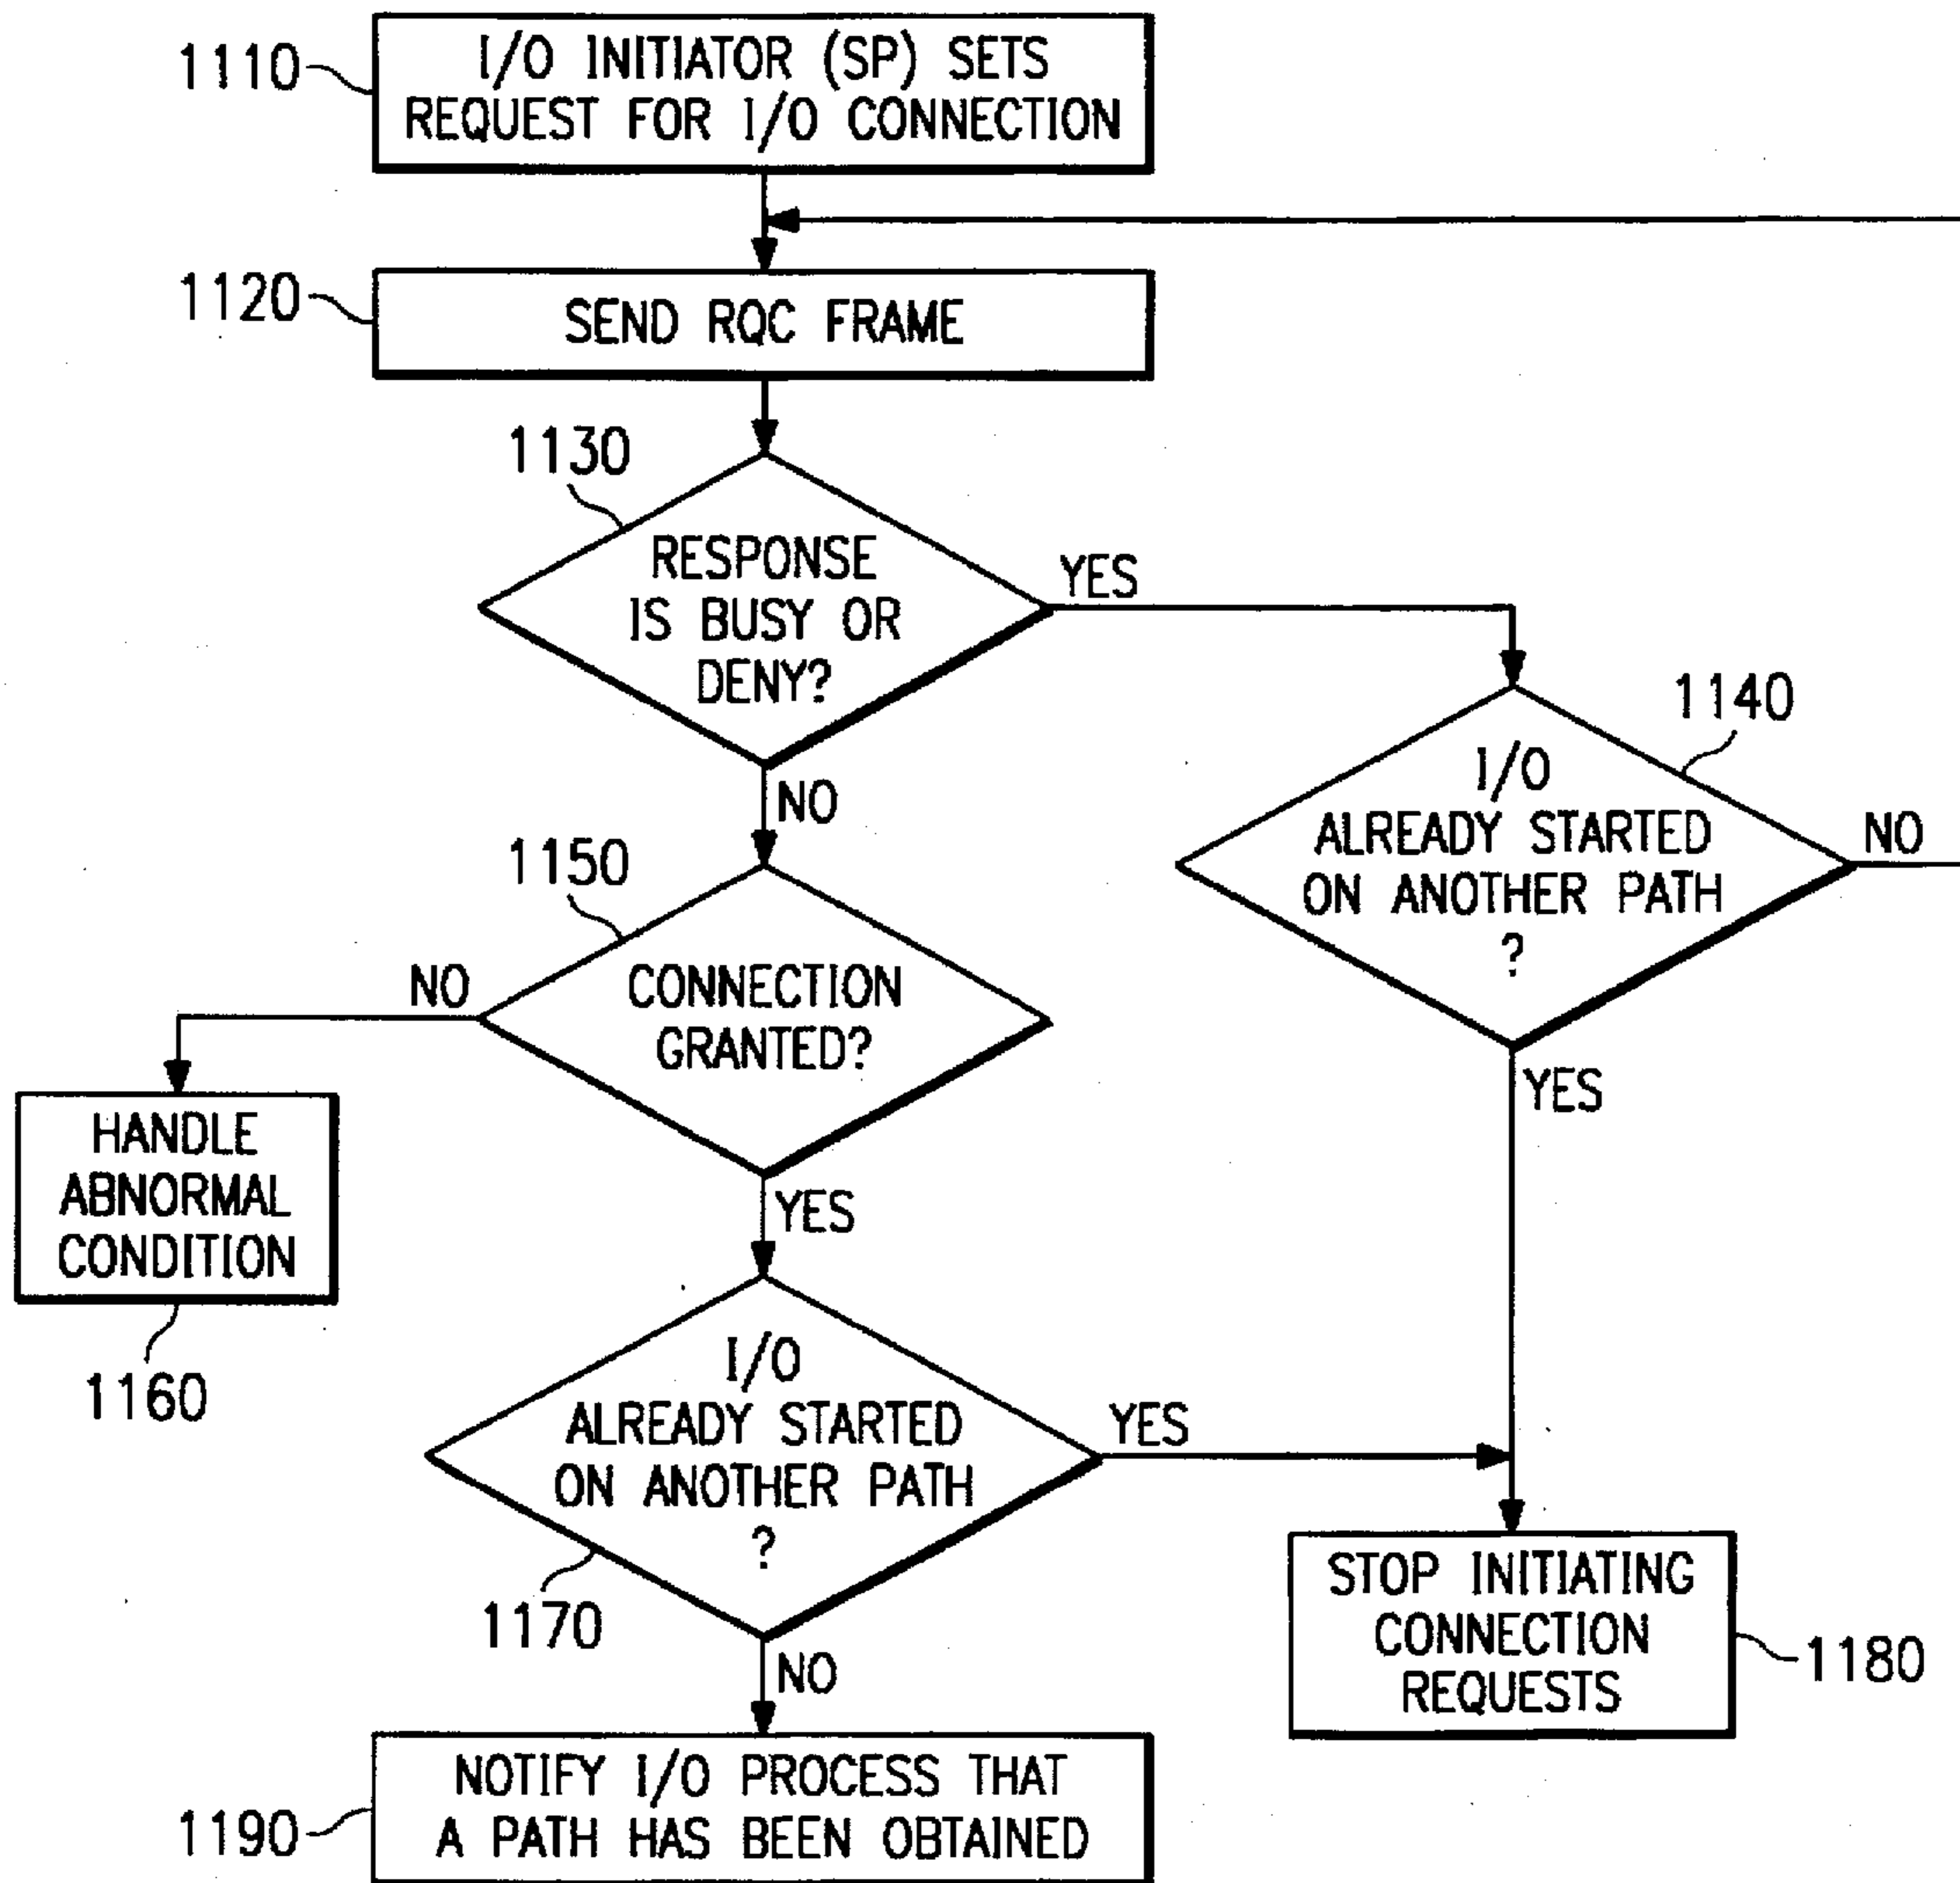 1110
I/O INITIATOR (SP) SETS
REQUEST FOR I/O CONNECTION
1120
SEND RQC FRAME
1130
RESPONSE
IS BUSY OR
DENY?
YES
NO
1140
I/O
ALREADY STARTED
ON ANOTHER PATH
?
NO
YES
1150
CONNECTION
GRANTED?
NO
YES
HANDLE
ABNORMAL
CONDITION
1160
I/O
ALREADY STARTED
ON ANOTHER PATH
?
1170
YES
NO
STOP INITIATING
CONNECTION
REQUESTS
1180
NOTIFY I/O PROCESS THAT
A PATH HAS BEEN OBTAINED
1190